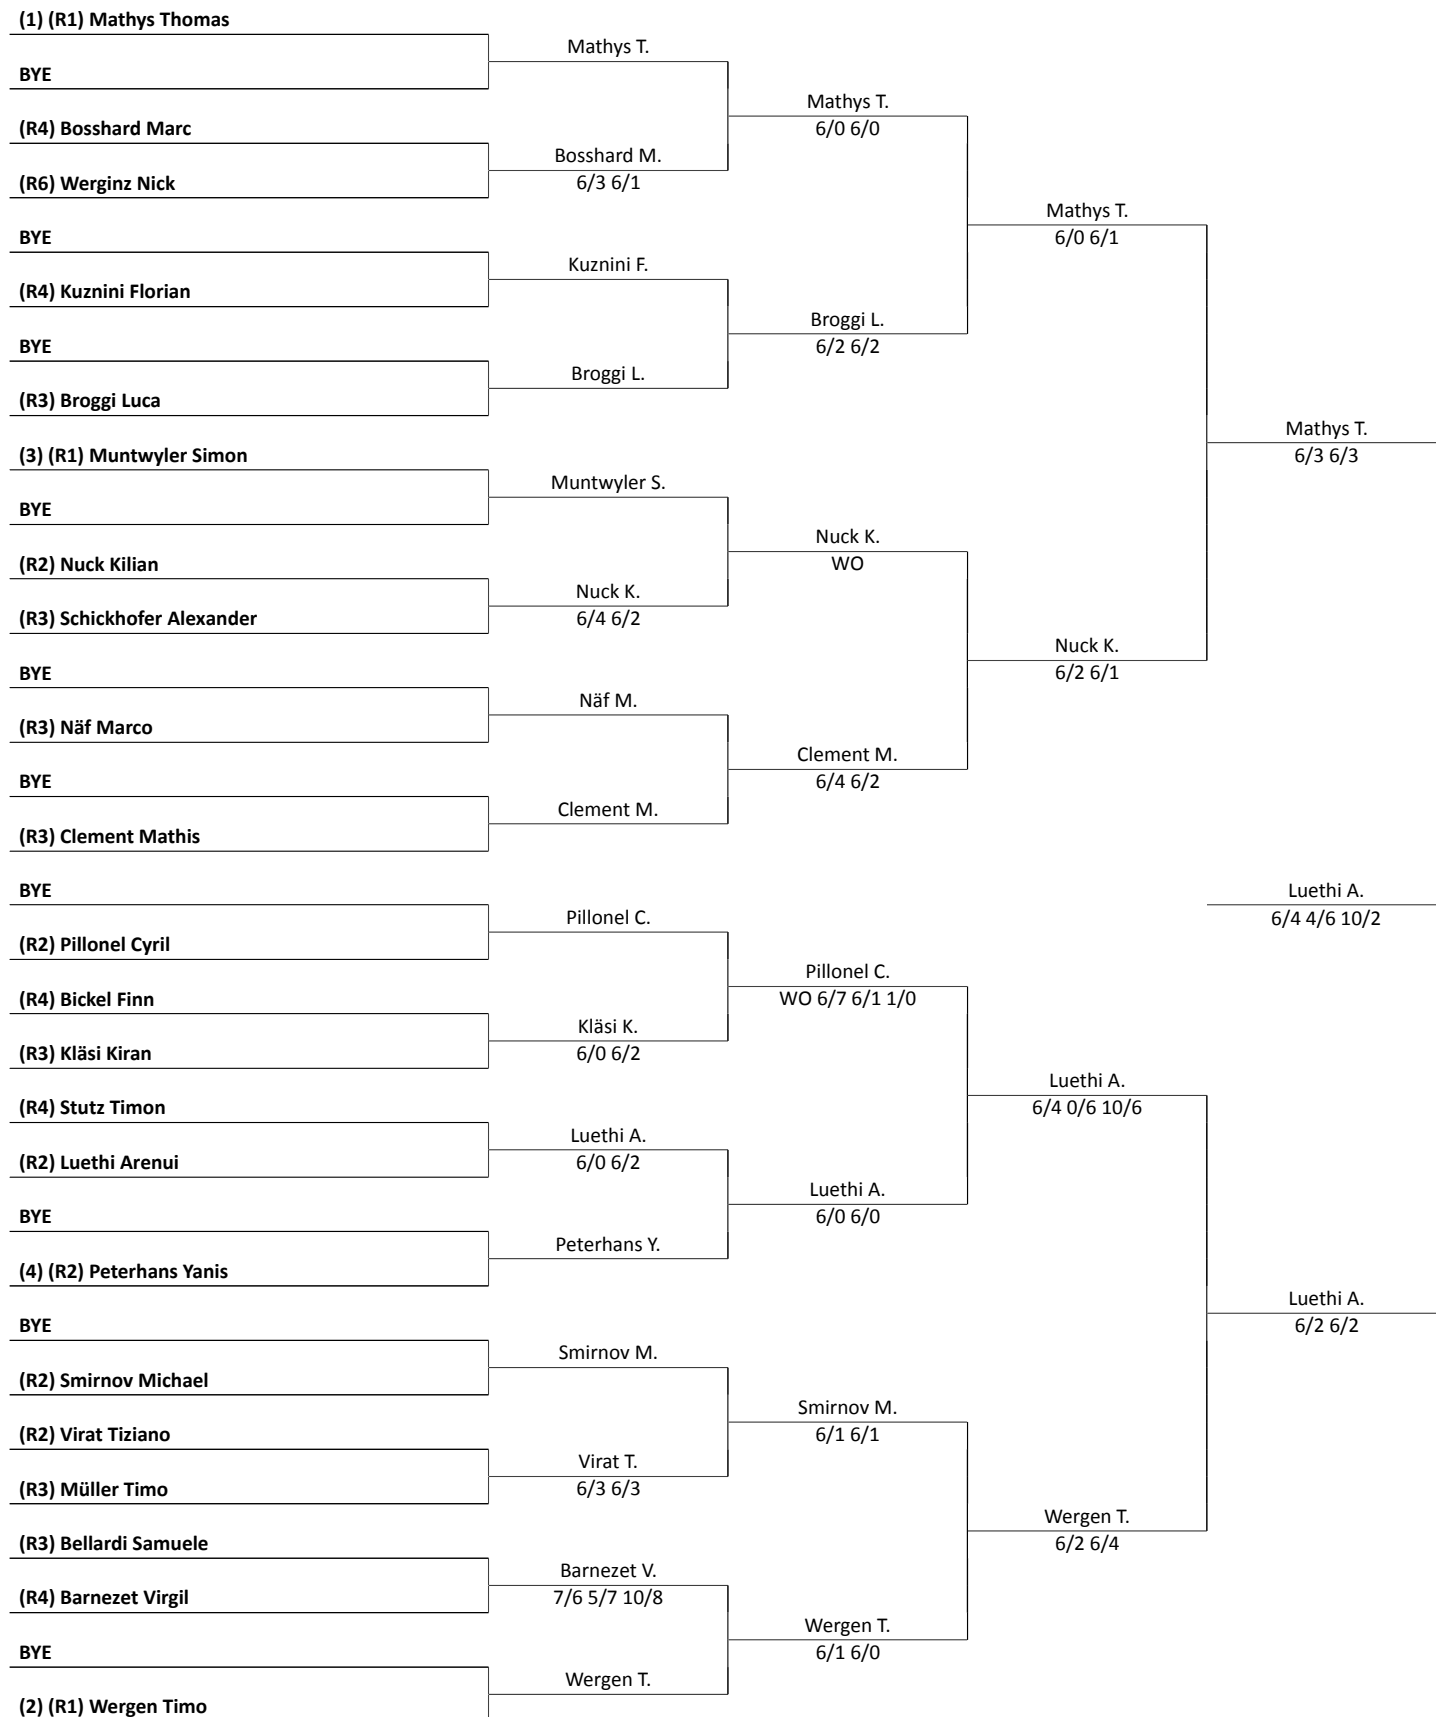 (1) (R1) Mathys Thomas
Mathys T.
BYE
Mathys T.
6/0 6/0
(R4) Bosshard Marc
Bosshard M.
6/3 6/1
(R6) Werginz Nick
Mathys T.
6/0 6/1
BYE
Kuznini F.
(R4) Kuznini Florian
Broggi L.
6/2 6/2
BYE
Broggi L.
(R3) Broggi Luca
Mathys T.
6/3 6/3
(3) (R1) Muntwyler Simon
Muntwyler S.
BYE
Nuck K.
WO
(R2) Nuck Kilian
Nuck K.
6/4 6/2
(R3) Schickhofer Alexander
Nuck K.
6/2 6/1
BYE
Näf M.
(R3) Näf Marco
Clement M.
6/4 6/2
BYE
Clement M.
(R3) Clement Mathis
BYE
Luethi A.
6/4 4/6 10/2
Pillonel C.
(R2) Pillonel Cyril
Pillonel C.
WO 6/7 6/1 1/0
(R4) Bickel Finn
Kläsi K.
6/0 6/2
(R3) Kläsi Kiran
Luethi A.
6/4 0/6 10/6
(R4) Stutz Timon
Luethi A.
6/0 6/2
(R2) Luethi Arenui
Luethi A.
6/0 6/0
BYE
Peterhans Y.
(4) (R2) Peterhans Yanis
Luethi A.
6/2 6/2
BYE
Smirnov M.
(R2) Smirnov Michael
Smirnov M.
6/1 6/1
(R2) Virat Tiziano
Virat T.
6/3 6/3
(R3) Müller Timo
Wergen T.
6/2 6/4
(R3) Bellardi Samuele
Barnezet V.
7/6 5/7 10/8
(R4) Barnezet Virgil
Wergen T.
6/1 6/0
BYE
Wergen T.
(2) (R1) Wergen Timo